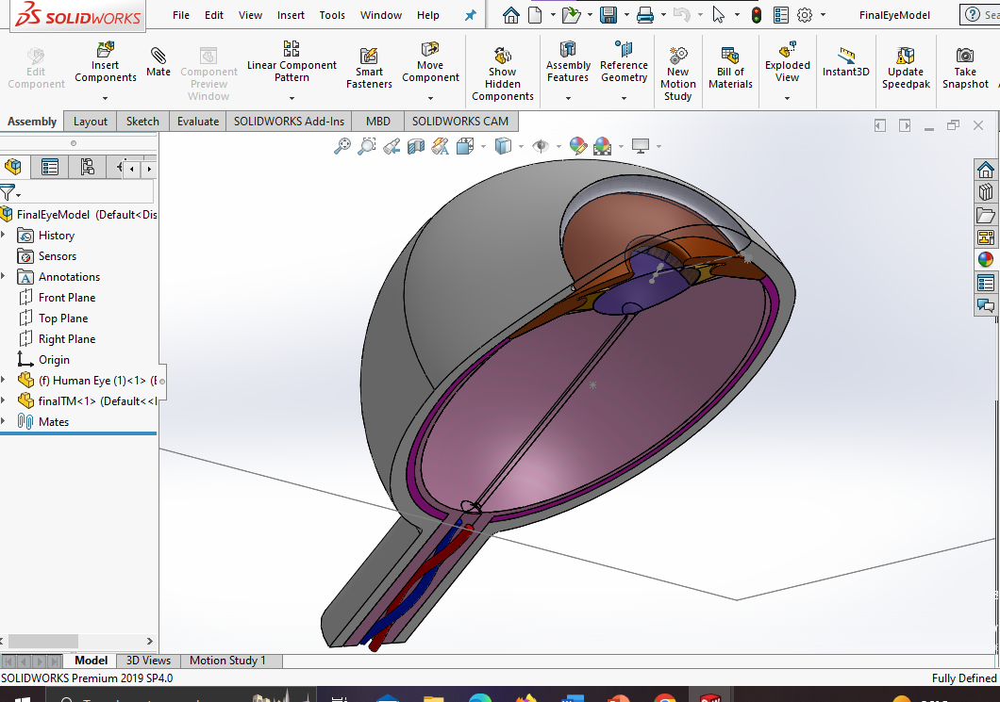 SOLIDWORKS
File Edit View Insert Tools Window Help
FinalEyeModel
Edit Component
Insert Components
Mate
Component Preview Window
Linear Component Pattern
Smart Fasteners
Move Component
Show Hidden Components
Assembly Features
Reference Geometry
New Motion Study
Bill of Materials
Exploded View
Instant3D
Update Speedpak
Take Snapshot
Assembly Layout Sketch Evaluate SOLIDWORKS Add-Ins MBD SOLIDWORKS CAM
FinalEyeModel (Default<Dis
History
Sensors
Annotations
Front Plane
Top Plane
Right Plane
Origin
(f) Human Eye (1)<1>
finalTM<1> (Default<<
Mates
Model 3D Views Motion Study 1
SOLIDWORKS Premium 2019 SP4.0
Fully Defined